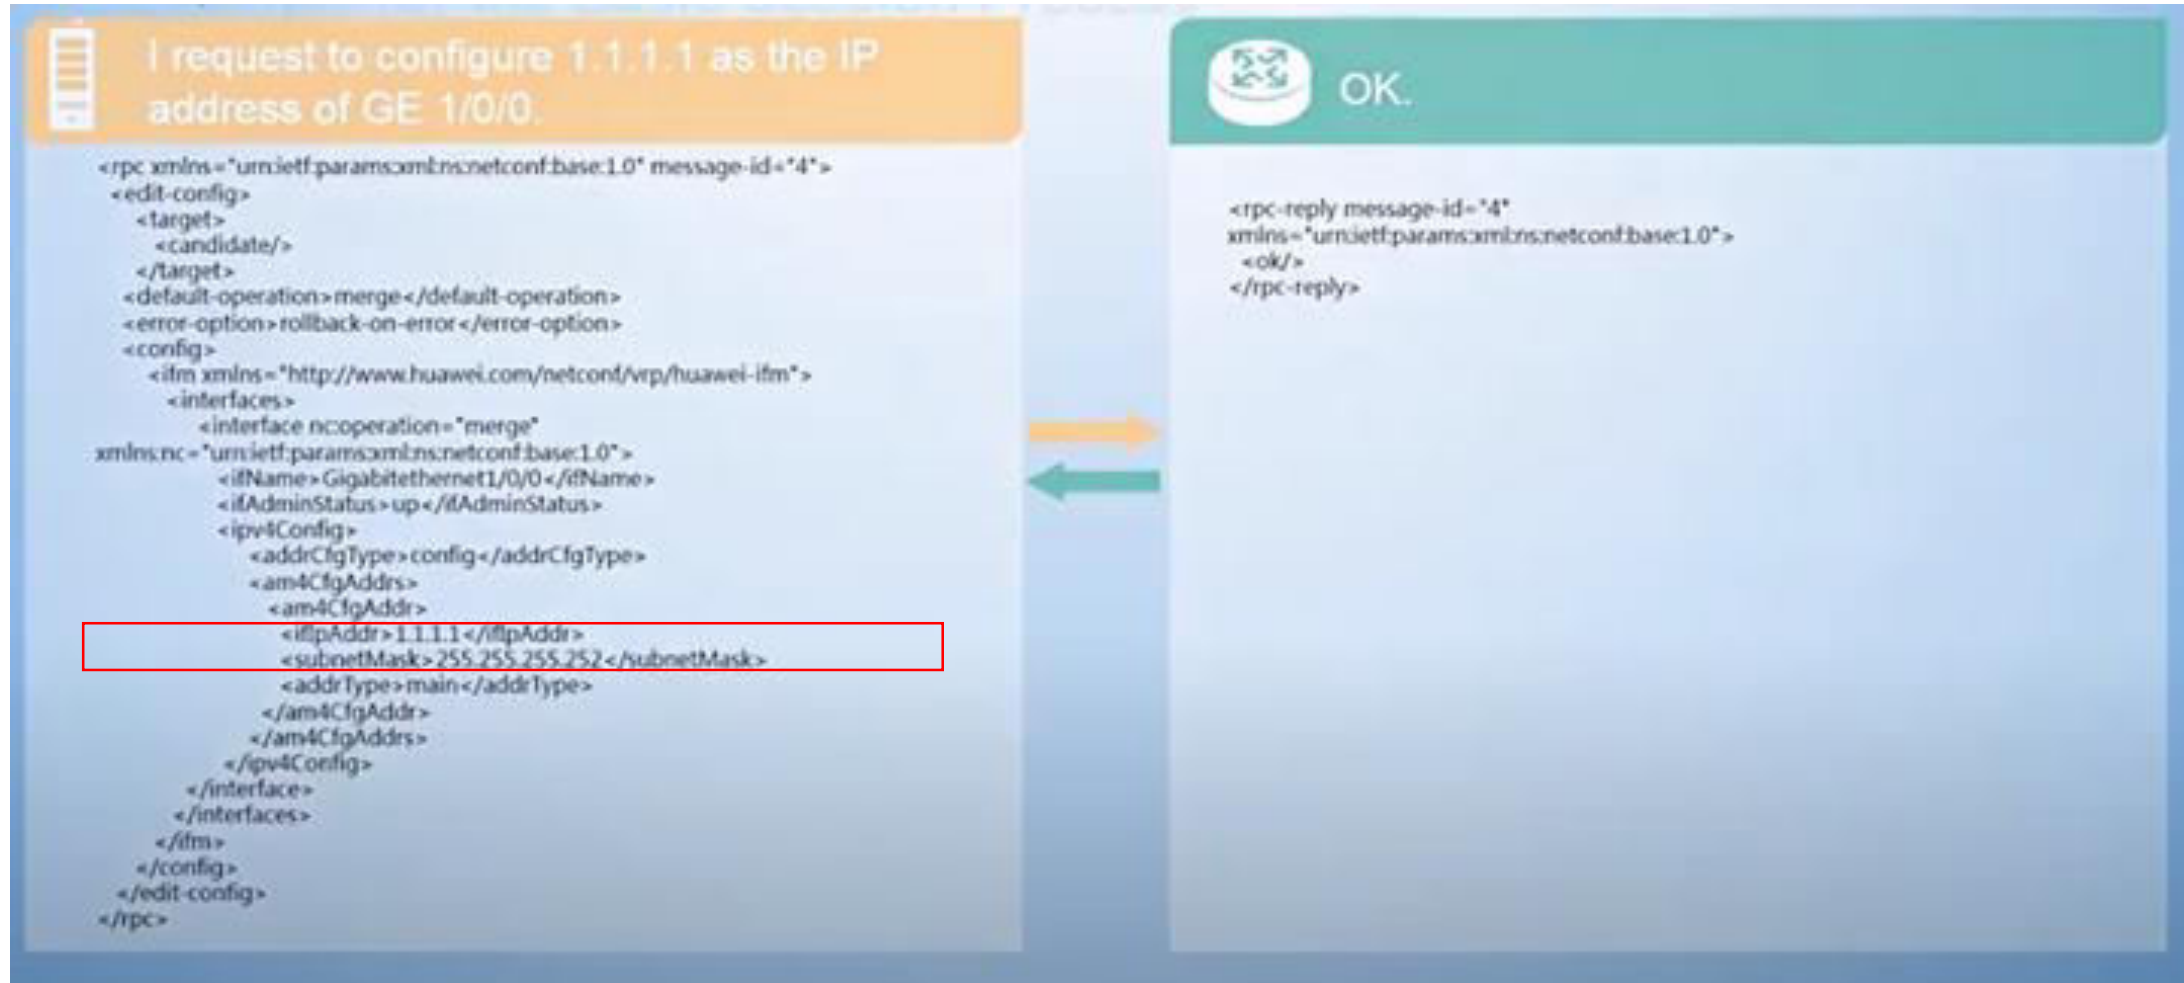 I request to configure 1.1.1.1 as the IP
address of GE 1/0/0.
<rpc xmlns="urn:ietf:params:xml:ns:netconf:base:1.0" message-id="4">
<edit-config>
<target>
<candidate/>
</target>
<default-operation>merge</default-operation>
<error-option>rollback-on-error</error-option>
<config>
<ifm xmlns="http://www.huawei.com/netconf/vrp/huawei-ifm">
<interfaces>
<interface nc:operation="merge"
xmlns:nc="urn:ietf:params:xml:ns:netconf:base:1.0">
<ifName>Gigabitethernet1/0/0</ifName>
<ifAdminStatus>up</ifAdminStatus>
<ipv4Config>
<addrCfgType>config</addrCfgType>
<am4CfgAddrs>
<am4CfgAddr>
<ifIpAddr>1.1.1.1</ifIpAddr>
<subnetMask>255.255.255.252</subnetMask>
<addrType>main</addrType>
</am4CfgAddr>
</am4CfgAddrs>
</ipv4Config>
</interface>
</interfaces>
</ifm>
</config>
</edit-config>
</rpc>
OK.
<rpc-reply message-id="4"
xmlns="urn:ietf:params:xml:ns:netconf:base:1.0">
<ok/>
</rpc-reply>